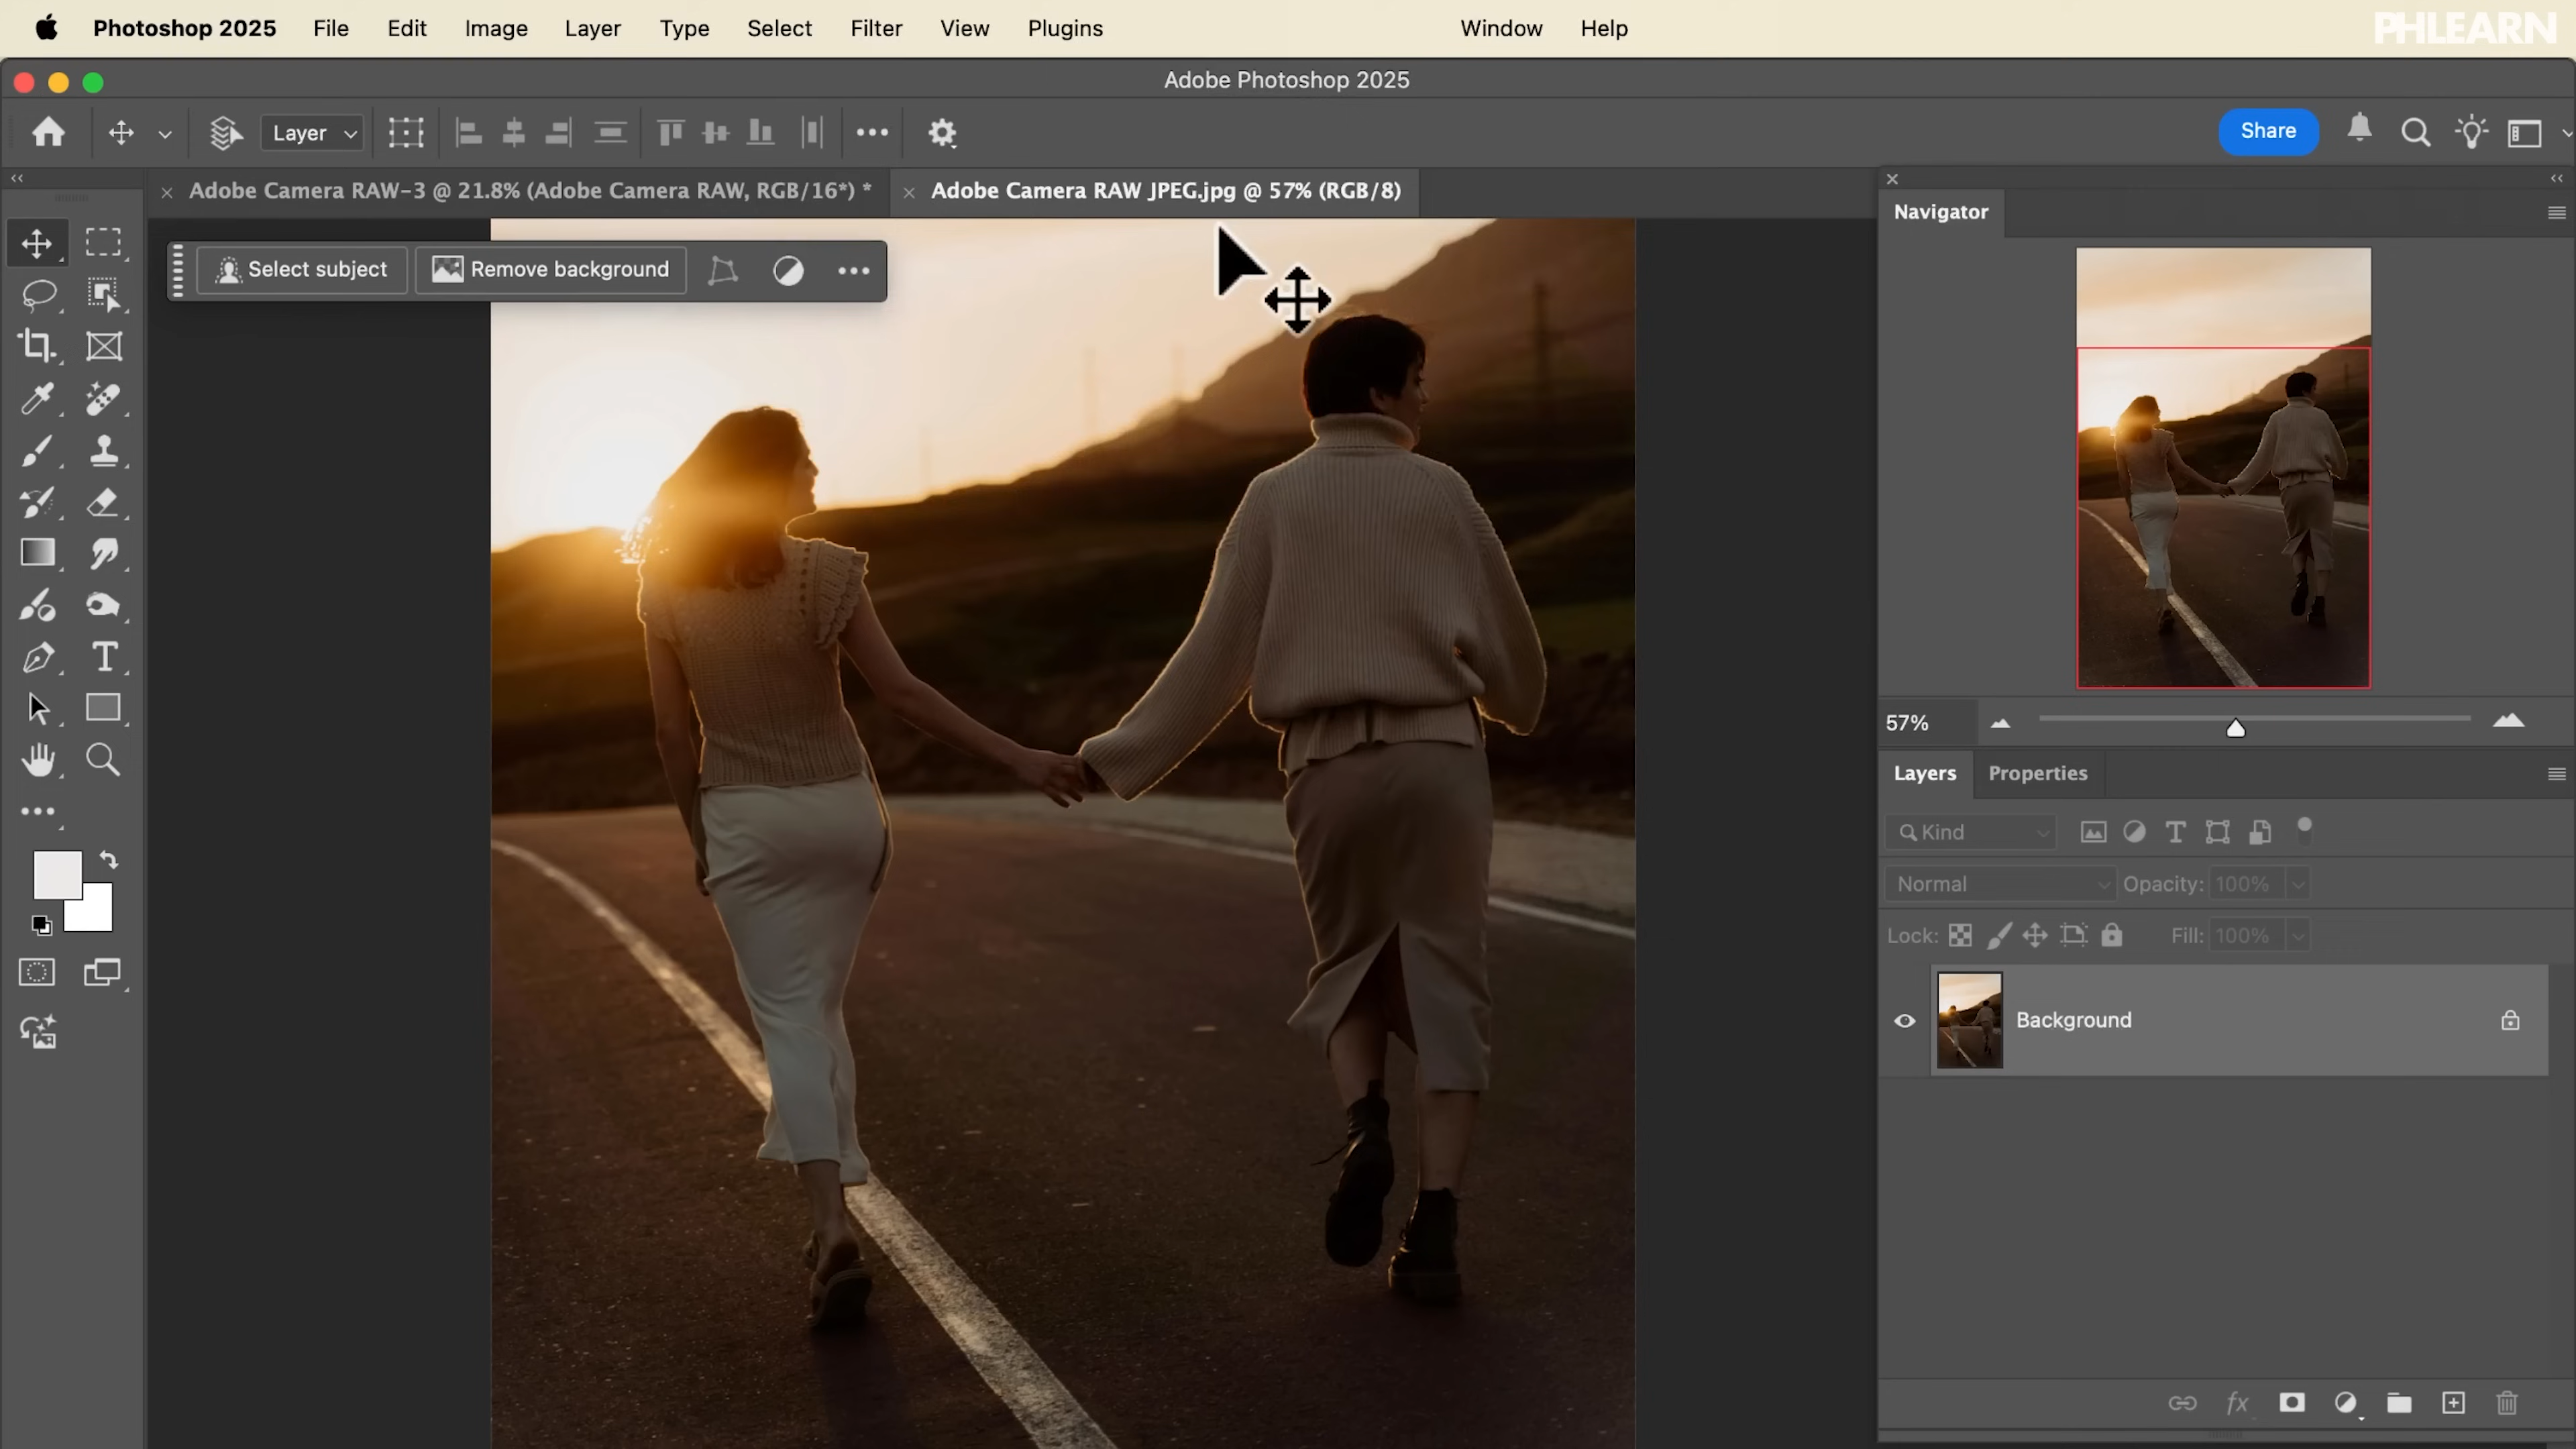 Photoshop 2025 File Edit Image Layer Type Select Filter View Plugins Window Help
PHLEARN
Adobe Photoshop 2025
Layer
Share
Adobe Camera RAW-3 @ 21.8% (Adobe Camera RAW, RGB/16*) *
Adobe Camera RAW JPEG.jpg @ 57% (RGB/8)
Navigator
Select subject
Remove background
57%
Layers Properties
Kind
Normal Opacity: 100%
Lock: Fill: 100%
Background
fx